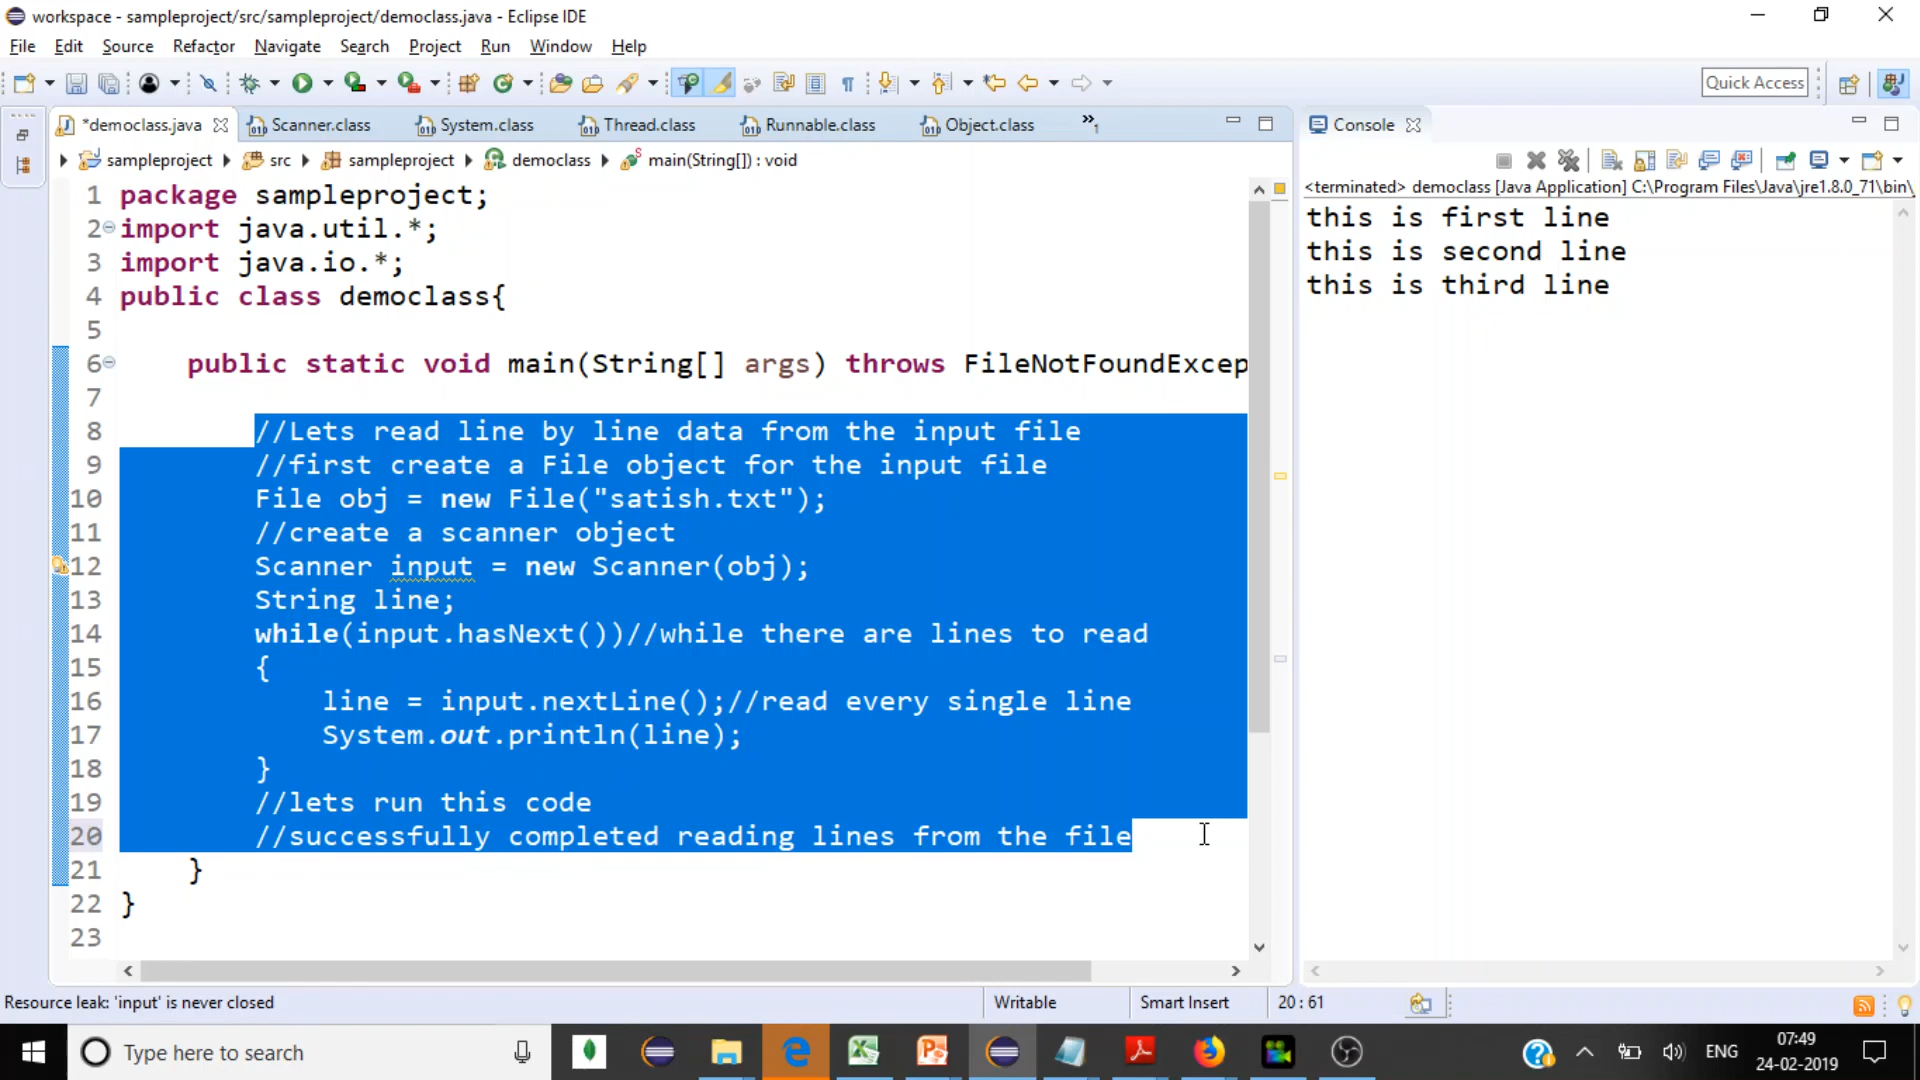 workspace - sampleproject/src/sampleproject/democlass.java - Eclipse IDE
File Edit Source Refactor Navigate Search Project Run Window Help
Quick Access
*democlass.java Scanner.class System.class Thread.class Runnable.class Object.class »1
Console
sampleproject src sampleproject democlass main(String[]) : void
<terminated> democlass [Java Application] C:\Program Files\Java\jre1.8.0_71\bin\
1 package sampleproject;
2 import java.util.*;
3 import java.io.*;
4 public class democlass{
5
6 public static void main(String[] args) throws FileNotFoundExcep
7
8 //Lets read line by line data from the input file
9 //first create a File object for the input file
10 File obj = new File("satish.txt");
11 //create a scanner object
12 Scanner input = new Scanner(obj);
13 String line;
14 while(input.hasNext())//while there are lines to read
15 {
16 line = input.nextLine();//read every single line
17 System.out.println(line);
18 }
19 //lets run this code
20 //successfully completed reading lines from the file
21 }
22 }
23
this is first line
this is second line
this is third line
Resource leak: 'input' is never closed
Writable
Smart Insert
20 : 61
Type here to search
ENG
07:49
24-02-2019